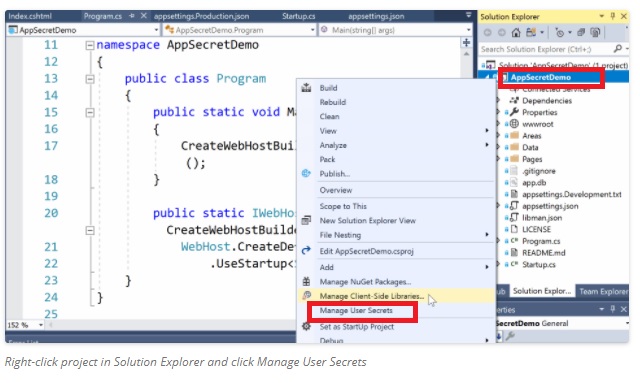 Index.cshtml Program.cs appsettings.Production.json Startup.cs appsettings.json
AppSecretDemo AppSecretDemo.Program Main(string[] args)
11 namespace AppSecretDemo
12 {
13 public class Program
14 {
15 public static void Ma
16 {
17 CreateWebHostBui
();
18 }
19
20 public static IWebHos
CreateWebHostBuilde
21 WebHost.CreateDe
22 .UseStartup<
23 }
24 }
25
152 %
Build
Rebuild
Clean
View
Analyze
Pack
Publish...
Overview
Scope to This
New Solution Explorer View
File Nesting
Edit AppSecretDemo.csproj
Add
Manage NuGet Packages...
Manage Client-Side Libraries...
Manage User Secrets
Set as StartUp Project
Debug
Solution Explorer
Search Solution Explorer (Ctrl+;)
Solution 'AppSecretDemo' (1 project)
AppSecretDemo
Connected Services
Dependencies
Properties
wwwroot
Areas
Data
Pages
.gitignore
app.db
appsettings.Development.txt
appsettings.json
libman.json
LICENSE
Program.cs
README.md
Startup.cs
Solution Explor... Team Explorer
erties
SecretDemo General
Right-click project in Solution Explorer and click Manage User Secrets